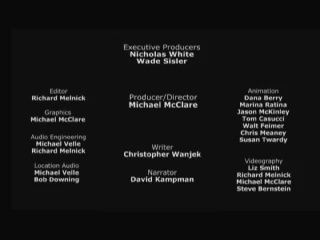 Executive Producers
Nicholas White
Wade Sisler
Editor
Richard Melnick
Graphics
Michael McClare
Audio Engineering
Michael Velle
Richard Melnick
Location Audio
Michael Velle
Bob Downing
Producer/Director
Michael McClare
Writer
Christopher Wanjek
Narrator
David Kampman
Animation
Dana Berry
Marina Ratina
Jason McKinley
Tom Casucci
Walt Feimer
Chris Meaney
Susan Twardy
Videography
Liz Smith
Richard Melnick
Michael McClare
Steve Bernstein